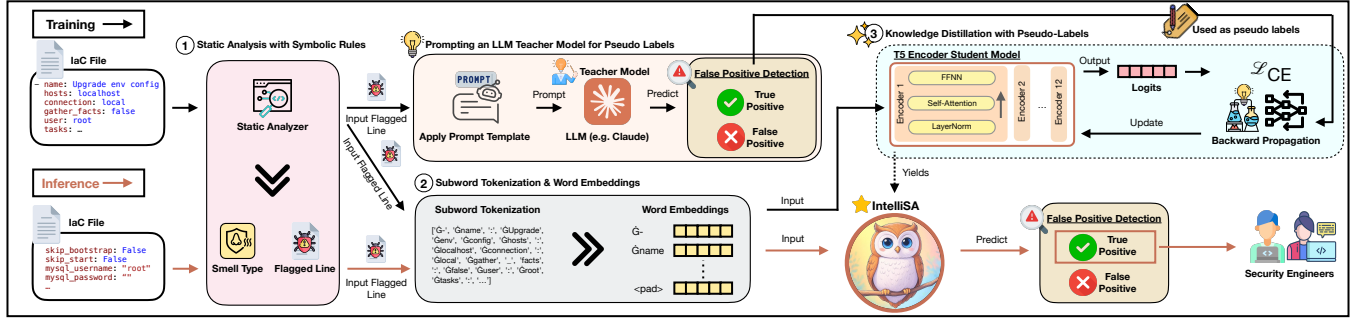 Training
IaC File
- name: Upgrade env config
hosts: localhost
connection: local
gather_facts: false
user: root
tasks: …
Inference
IaC File
skip_bootstrap: False
skip_start: False
mysql_username: "root"
mysql_password: ""
…
1 Static Analysis with Symbolic Rules
Static Analyzer
Smell Type
Flagged Line
Input Flagged
Line
Input Flagged Line
Input Flagged
Line
Prompting an LLM Teacher Model for Pseudo Labels
PROMPT
Apply Prompt Template
Prompt
Teacher Model
LLM (e.g. Claude)
Predict
False Positive Detection
True
Positive
False
Positive
2 Subword Tokenization & Word Embeddings
Subword Tokenization
['Ġ-', 'Ġname', ':', 'ĠUpgrade',
'Ġenv', 'Ġconfig', 'Ġhosts', ':',
'Ġlocalhost', 'Ġconnection', ':',
'Ġlocal', 'Ġgather', '_', 'facts',
':', 'Ġfalse', 'Ġuser', ':', 'Ġroot',
'Ġtasks', ':', '…']
Word Embeddings
Ġ-
Ġname
<pad>
Used as pseudo labels
3 Knowledge Distillation with Pseudo-Labels
T5 Encoder Student Model
Encoder 1
FFNN
Self-Attention
LayerNorm
Encoder 2
...
Encoder 12
Output
Logits
ℒCE
Update
Backward Propagation
Yields
Input
Input
IntelliSA
Predict
False Positive Detection
True
Positive
False
Positive
Security Engineers